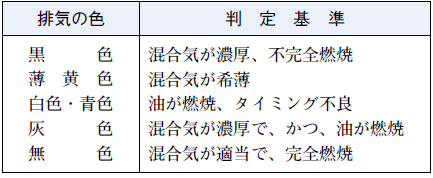 排気の色 判定基準
黒色 混合気が濃厚、不完全燃焼
薄黄色 混合気が希薄
白色・青色 油が燃焼、タイミング不良
灰色 混合気が濃厚で、かつ、油が燃焼
無色 混合気が適当で、完全燃焼